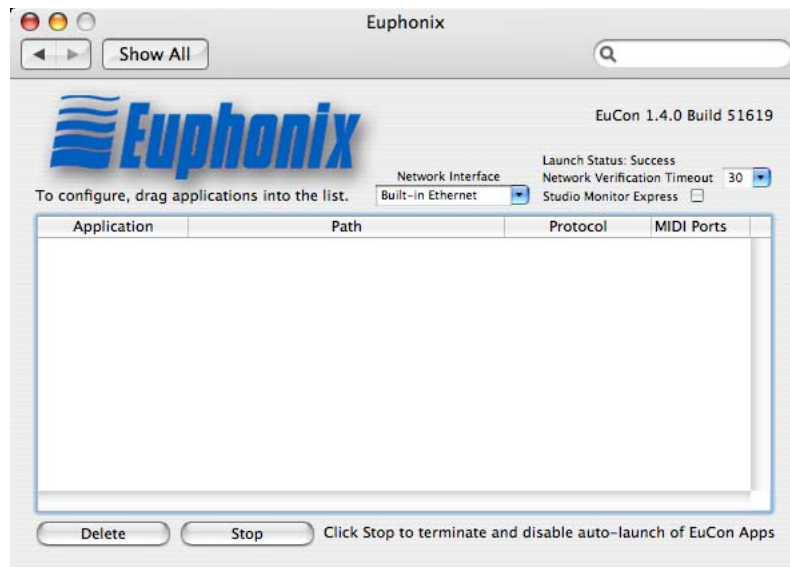 Euphonix
Show All
Euphonix
EuCon 1.4.0 Build 51619
Launch Status: Success
Network Interface
Network Verification Timeout 30
Built-in Ethernet
Studio Monitor Express
To configure, drag applications into the list.
Application Path Protocol MIDI Ports
Delete Stop Click Stop to terminate and disable auto-launch of EuCon Apps